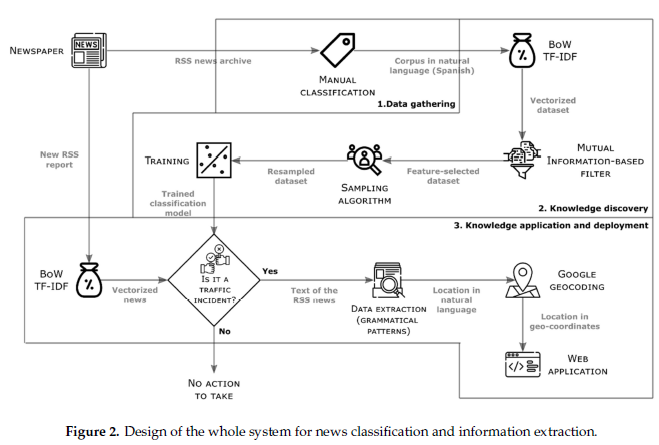 NEWSPAPER
NEWS
RSS news archive
MANUAL
CLASSIFICATION
Corpus in natural
language (Spanish)
BOW
TF-IDF
1.Data gathering
Vectorized
dataset
New RSS
report
TRAINING
Resampled
dataset
SAMPLING
ALGORITHM
Feature-selected
dataset
MUTUAL
INFORMATION-BASED
FILTER
Trained
classification
model
2. Knowledge discovery
3. Knowledge application and deployment
BOW
TF-IDF
Vectorized
news
IS IT A
TRAFFIC
INCIDENT?
Yes
Text of the
RSS news
DATA EXTRACTION
(GRAMMATICAL
PATTERNS)
Location in
natural
language
GOOGLE
GEOCODING
Location in
geo-coordinates
No
WEB
APPLICATION
NO ACTION
TO TAKE
Figure 2. Design of the whole system for news classification and information extraction.